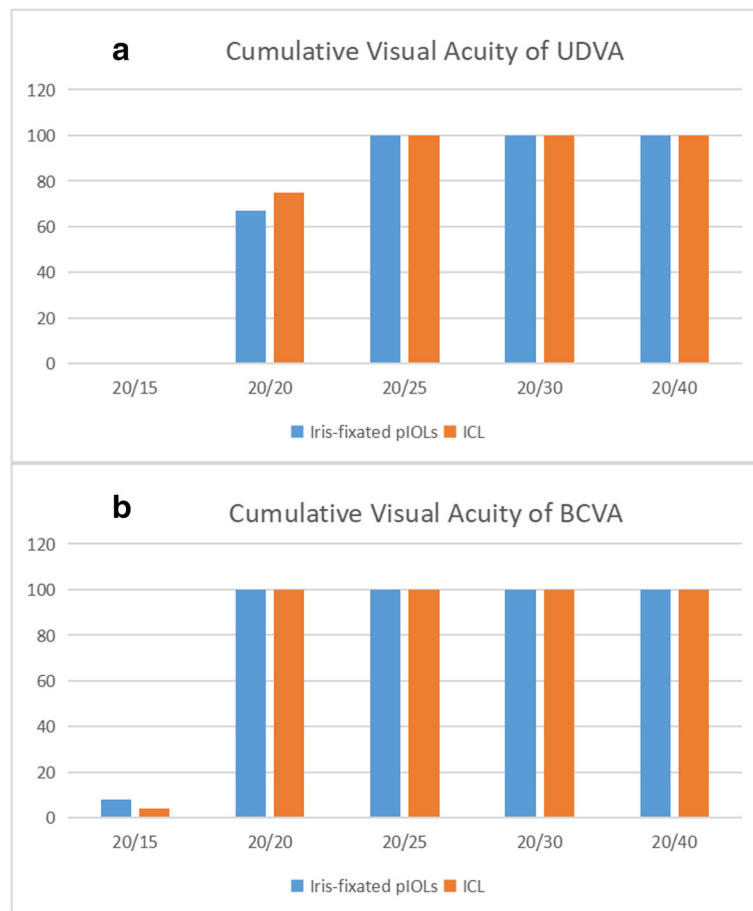 a Cumulative Visual Acuity of UDVA
120
100
80
60
40
20
0
20/15 20/20 20/25 20/30 20/40
Iris-fixated pIOLs ICL
b Cumulative Visual Acuity of BCVA
120
100
80
60
40
20
0
20/15 20/20 20/25 20/30 20/40
Iris-fixated pIOLs ICL